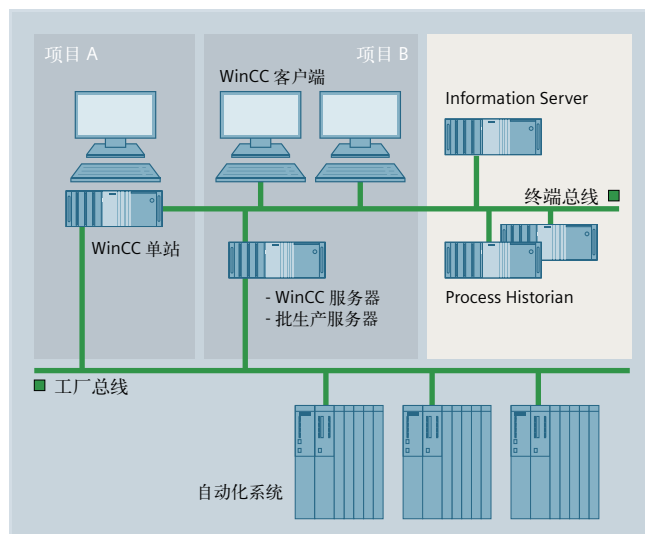 项目 A
项目 B
WinCC 客户端
Information Server
终端总线
WinCC 单站
- WinCC 服务器
- 批生产服务器
Process Historian
工厂总线
自动化系统